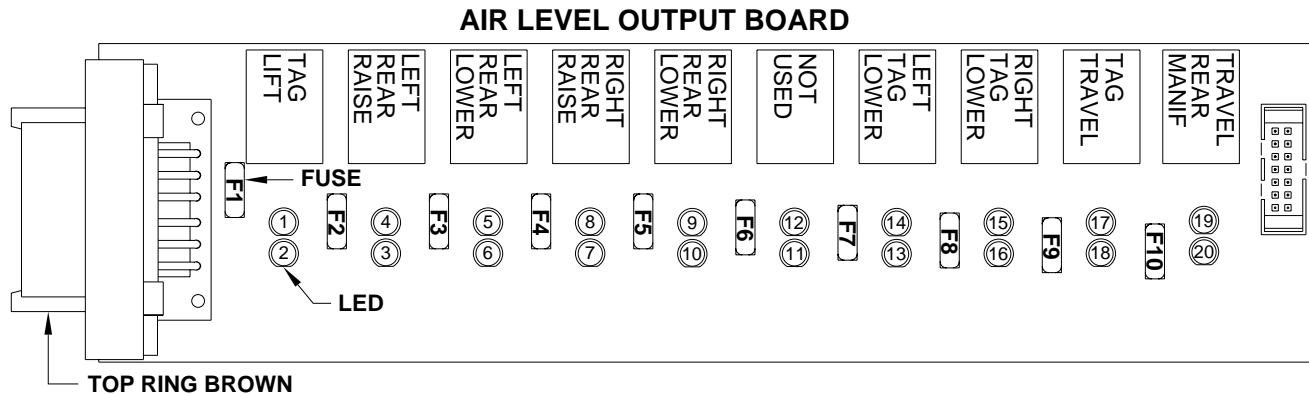 AIR LEVEL OUTPUT BOARD
TAG
LIFT
LEFT
REAR
RAISE
LEFT
REAR
LOWER
RIGHT
REAR
RAISE
RIGHT
REAR
LOWER
NOT
USED
LEFT
TAG
LOWER
RIGHT
TAG
LOWER
TAG
TRAVEL
TRAVEL
REAR
MANIF
F1
FUSE
F2
F3
F4
F5
F6
F7
F8
F9
F10
1
4
5
8
9
12
14
15
17
19
2
3
6
7
10
11
13
16
18
20
LED
TOP RING BROWN